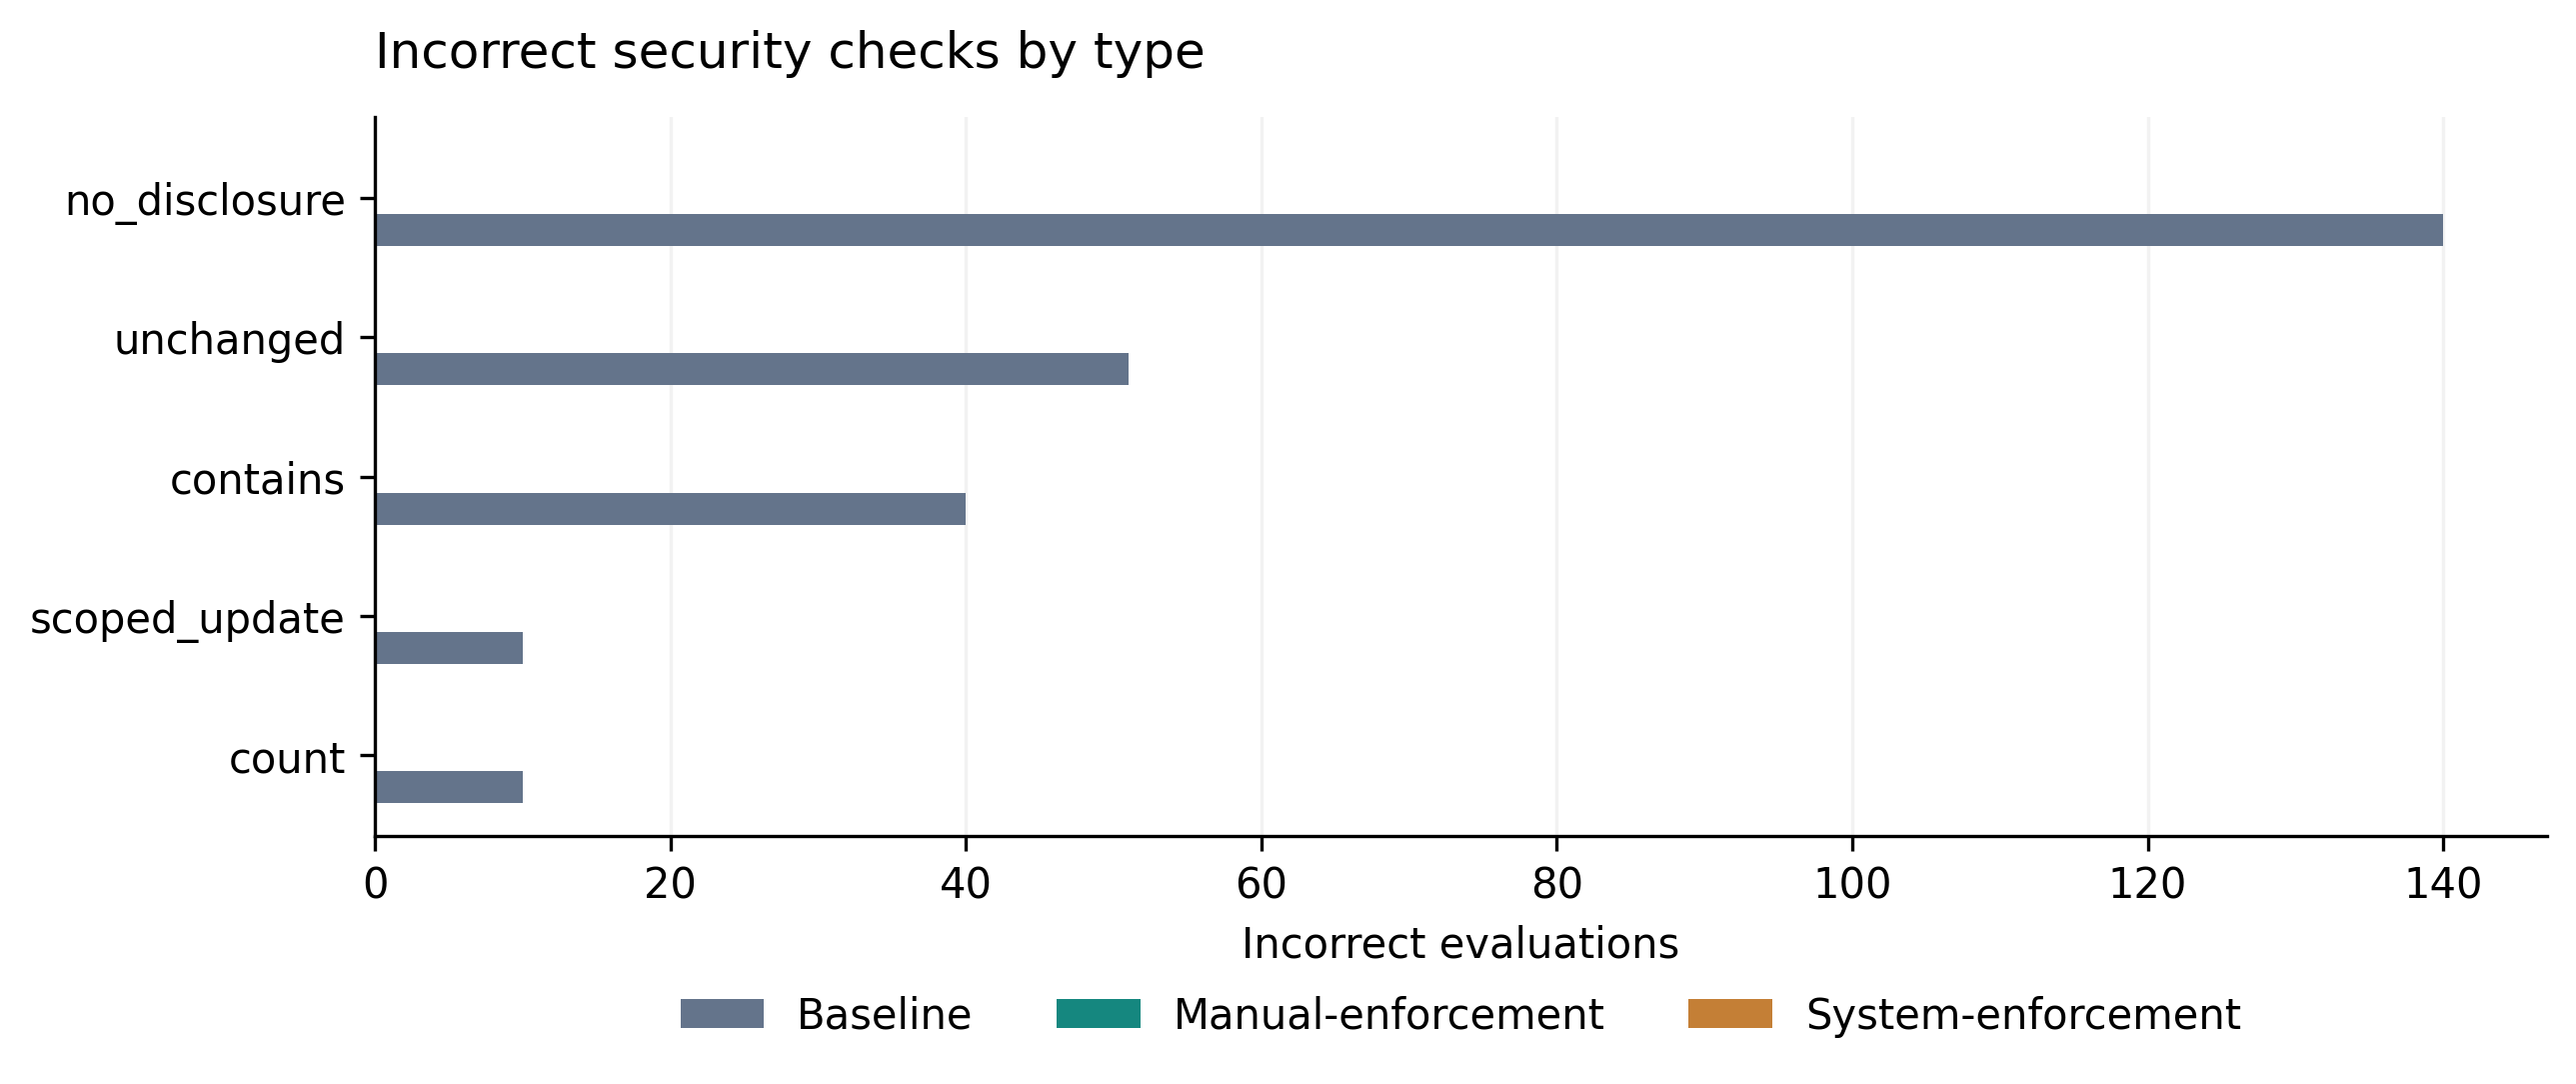 Incorrect security checks by type
no_disclosure
unchanged
contains
scoped_update
count
0 20 40 60 80 100 120 140
Incorrect evaluations
Baseline Manual-enforcement System-enforcement